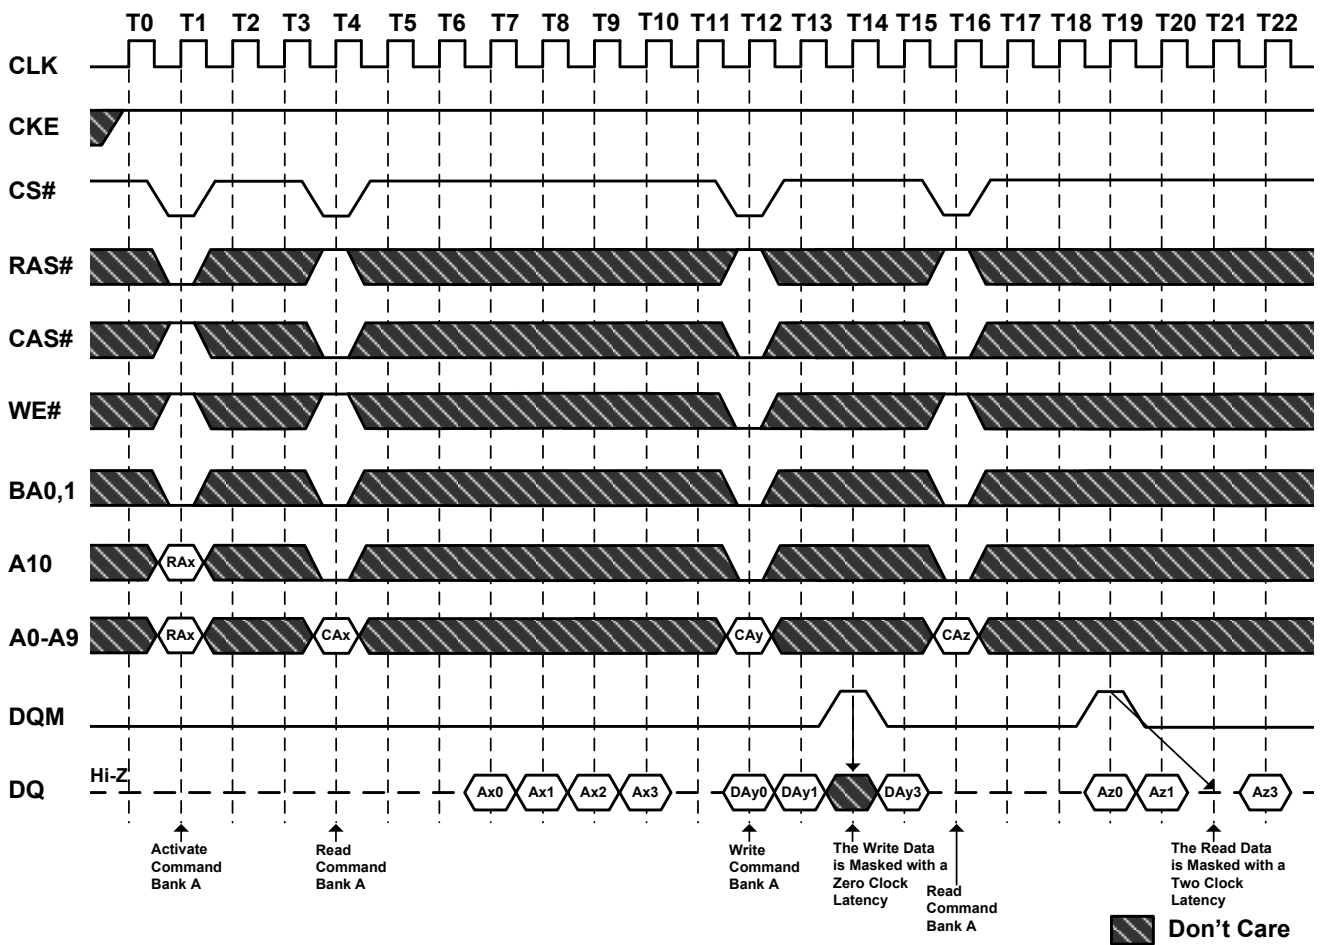 T0 T1 T2 T3 T4 T5 T6 T7 T8 T9 T10 T11 T12 T13 T14 T15 T16 T17 T18 T19 T20 T21 T22
CLK
CKE
CS#
RAS#
CAS#
WE#
BA0,1
A10 RAx
A0-A9 RAx CAx CAy CAz
DQM
Hi-Z
DQ Ax0 Ax1 Ax2 Ax3 DAy0 DAy1 DAy3 Az0 Az1 Az3
Activate
Command
Bank A
Read
Command
Bank A
Write
Command
Bank A
The Write Data
is Masked with a
Zero Clock
Latency
Read
Command
Bank A
The Read Data
is Masked with a
Two Clock
Latency
Don't Care